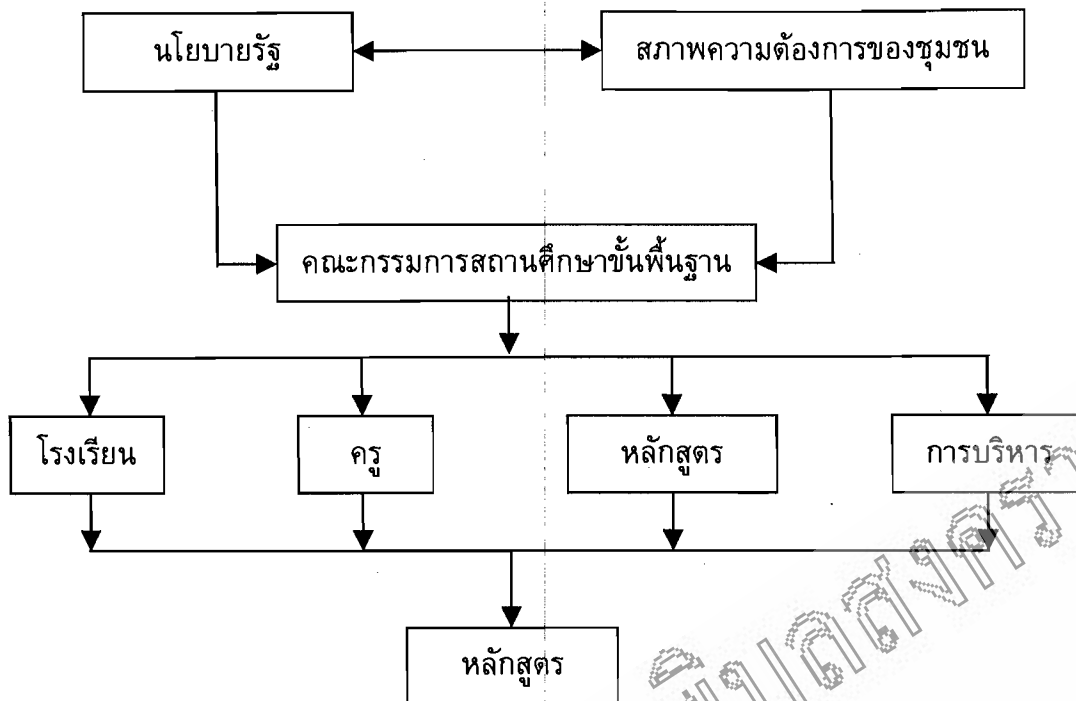 นโยบายรัฐ
สภาพความต้องการของชุมชน
คณะกรรมการสถานศึกษาขั้นพื้นฐาน
โรงเรียน
ครู
หลักสูตร
การบริหาร
หลักสูตร